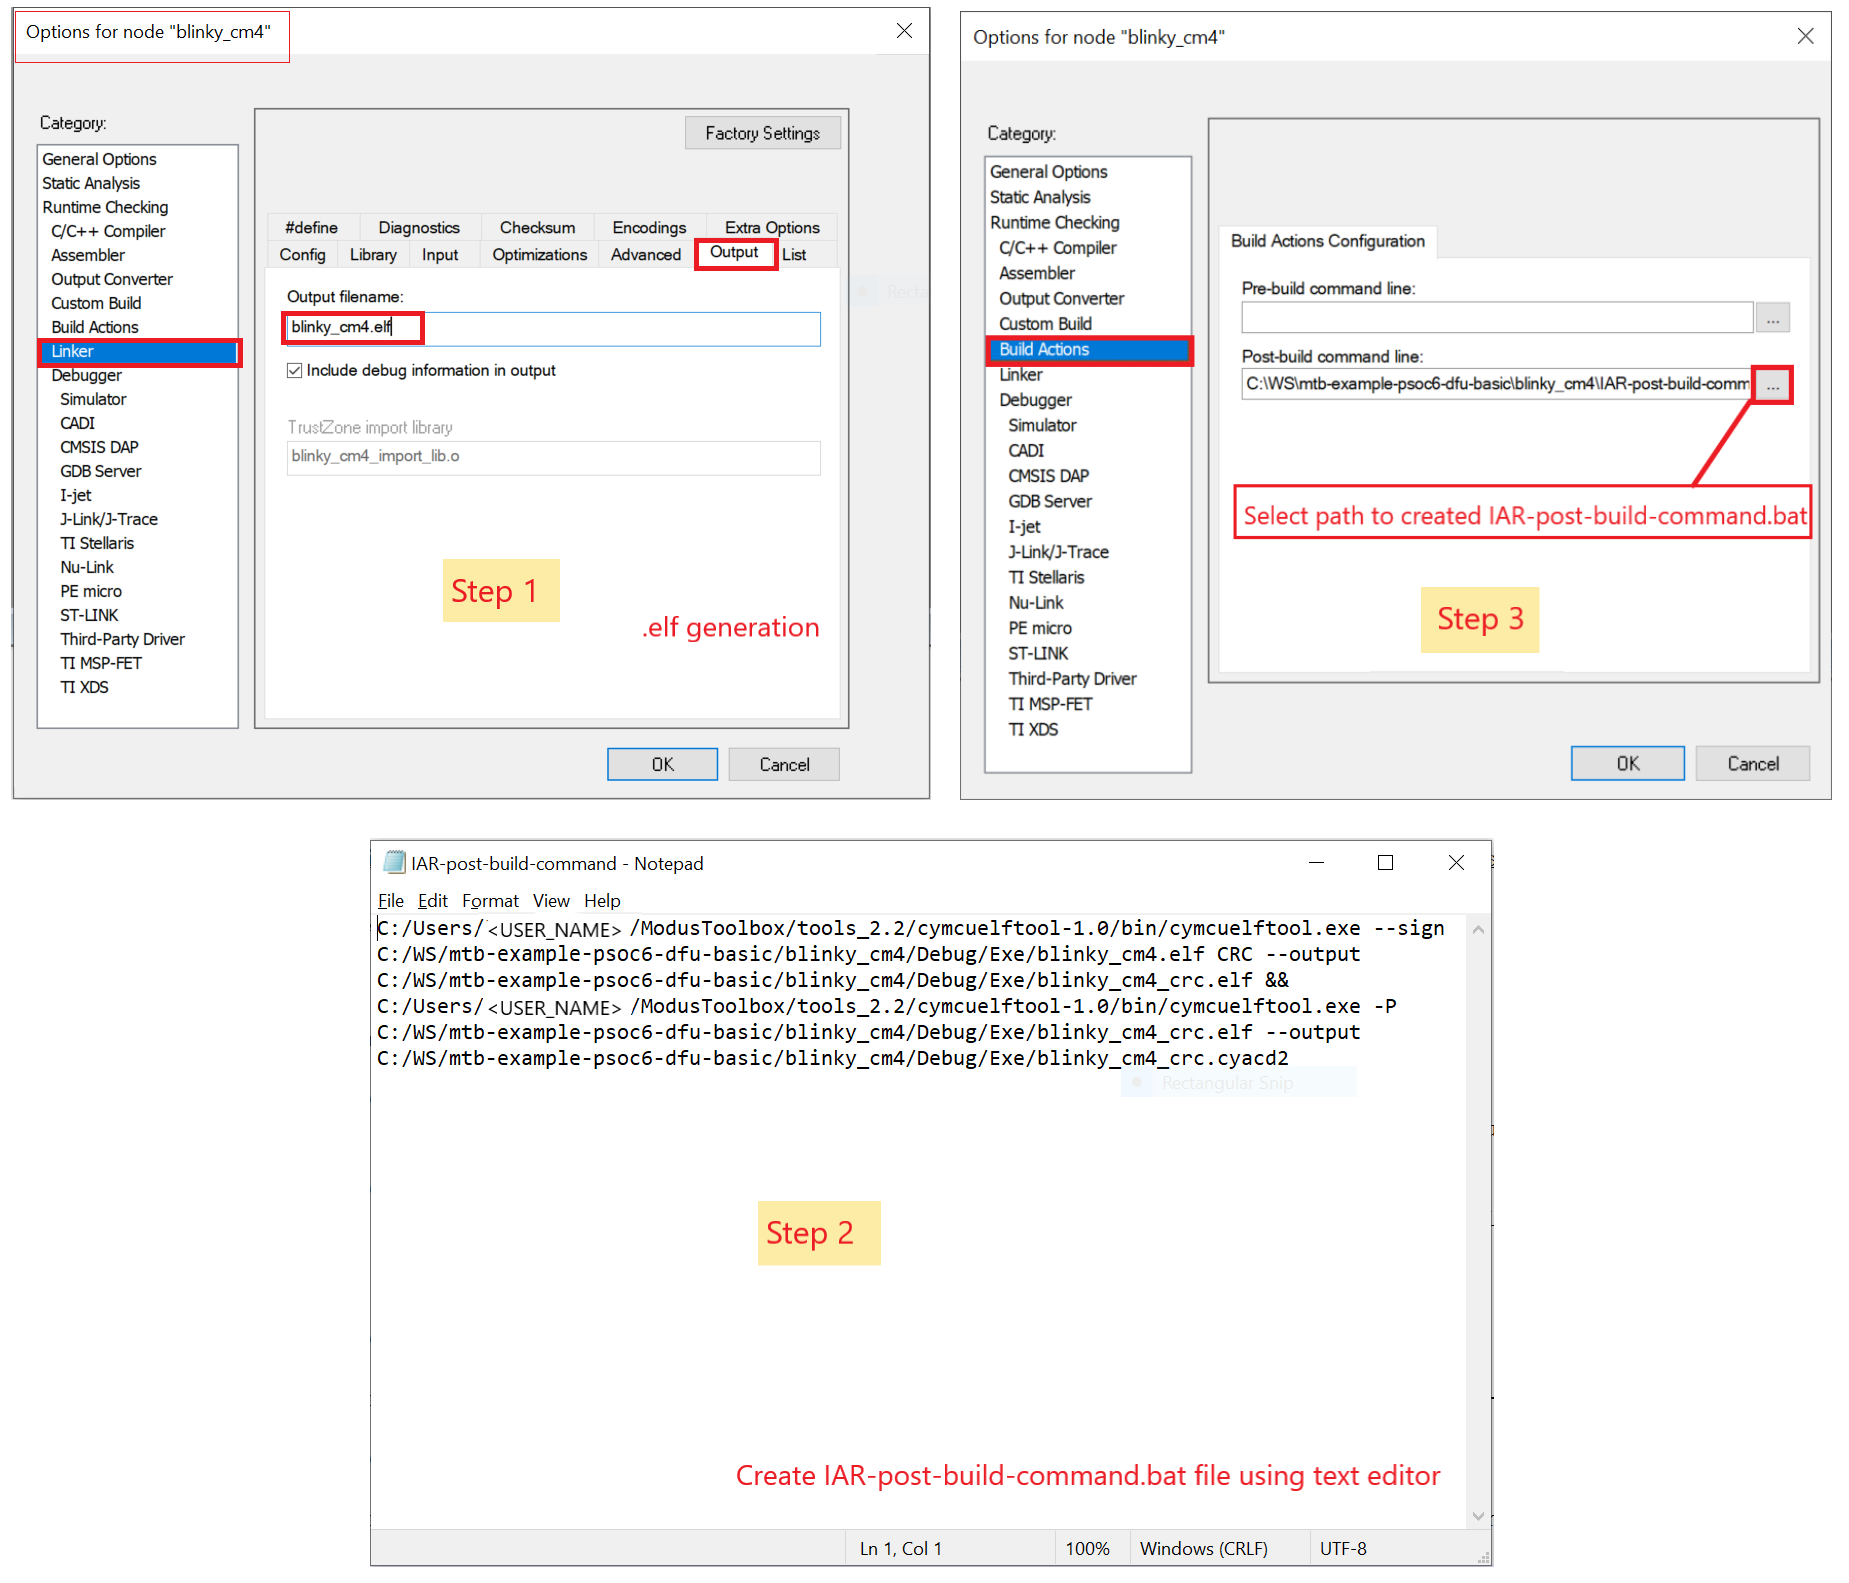 Options for node "blinky_cm4"
Category:
General Options
Static Analysis
Runtime Checking
C/C++ Compiler
Assembler
Output Converter
Custom Build
Build Actions
Linker
Debugger
Simulator
CADI
CMSIS DAP
GDB Server
I-jet
J-Link/J-Trace
TI Stellaris
Nu-Link
PE micro
ST-LINK
Third-Party Driver
TI MSP-FET
TI XDS
Factory Settings
#define Diagnostics Checksum Encodings Extra Options
Config Library Input Optimizations Advanced Output List
Output filename:
blinky_cm4.elf
Include debug information in output
TrustZone import library
blinky_cm4_import_lib.o
Step 1
.elf generation
OK Cancel
Options for node "blinky_cm4"
Category:
General Options
Static Analysis
Runtime Checking
C/C++ Compiler
Assembler
Output Converter
Custom Build
Build Actions
Linker
Debugger
Simulator
CADI
CMSIS DAP
GDB Server
I-jet
J-Link/J-Trace
TI Stellaris
Nu-Link
PE micro
ST-LINK
Third-Party Driver
TI MSP-FET
TI XDS
Build Actions Configuration
Pre-build command line:
...
Post-build command line:
C:\WS\mtb-example-psoc6-dfu-basic\blinky_cm4\IAR-post-build-comm ...
Select path to created IAR-post-build-command.bat
Step 3
OK Cancel
IAR-post-build-command - Notepad
File Edit Format View Help
C:/Users/ <USER_NAME> /ModusToolbox/tools_2.2/cymcuelftool-1.0/bin/cymcuelftool.exe --sign
C:/WS/mtb-example-psoc6-dfu-basic/blinky_cm4/Debug/Exe/blinky_cm4.elf CRC --output
C:/WS/mtb-example-psoc6-dfu-basic/blinky_cm4/Debug/Exe/blinky_cm4_crc.elf &&
C:/Users/ <USER_NAME> /ModusToolbox/tools_2.2/cymcuelftool-1.0/bin/cymcuelftool.exe -P
C:/WS/mtb-example-psoc6-dfu-basic/blinky_cm4/Debug/Exe/blinky_cm4_crc.elf --output
C:/WS/mtb-example-psoc6-dfu-basic/blinky_cm4/Debug/Exe/blinky_cm4_crc.cyacd2
Rectangular Snip
Step 2
Create IAR-post-build-command.bat file using text editor
Ln 1, Col 1 100% Windows (CRLF) UTF-8